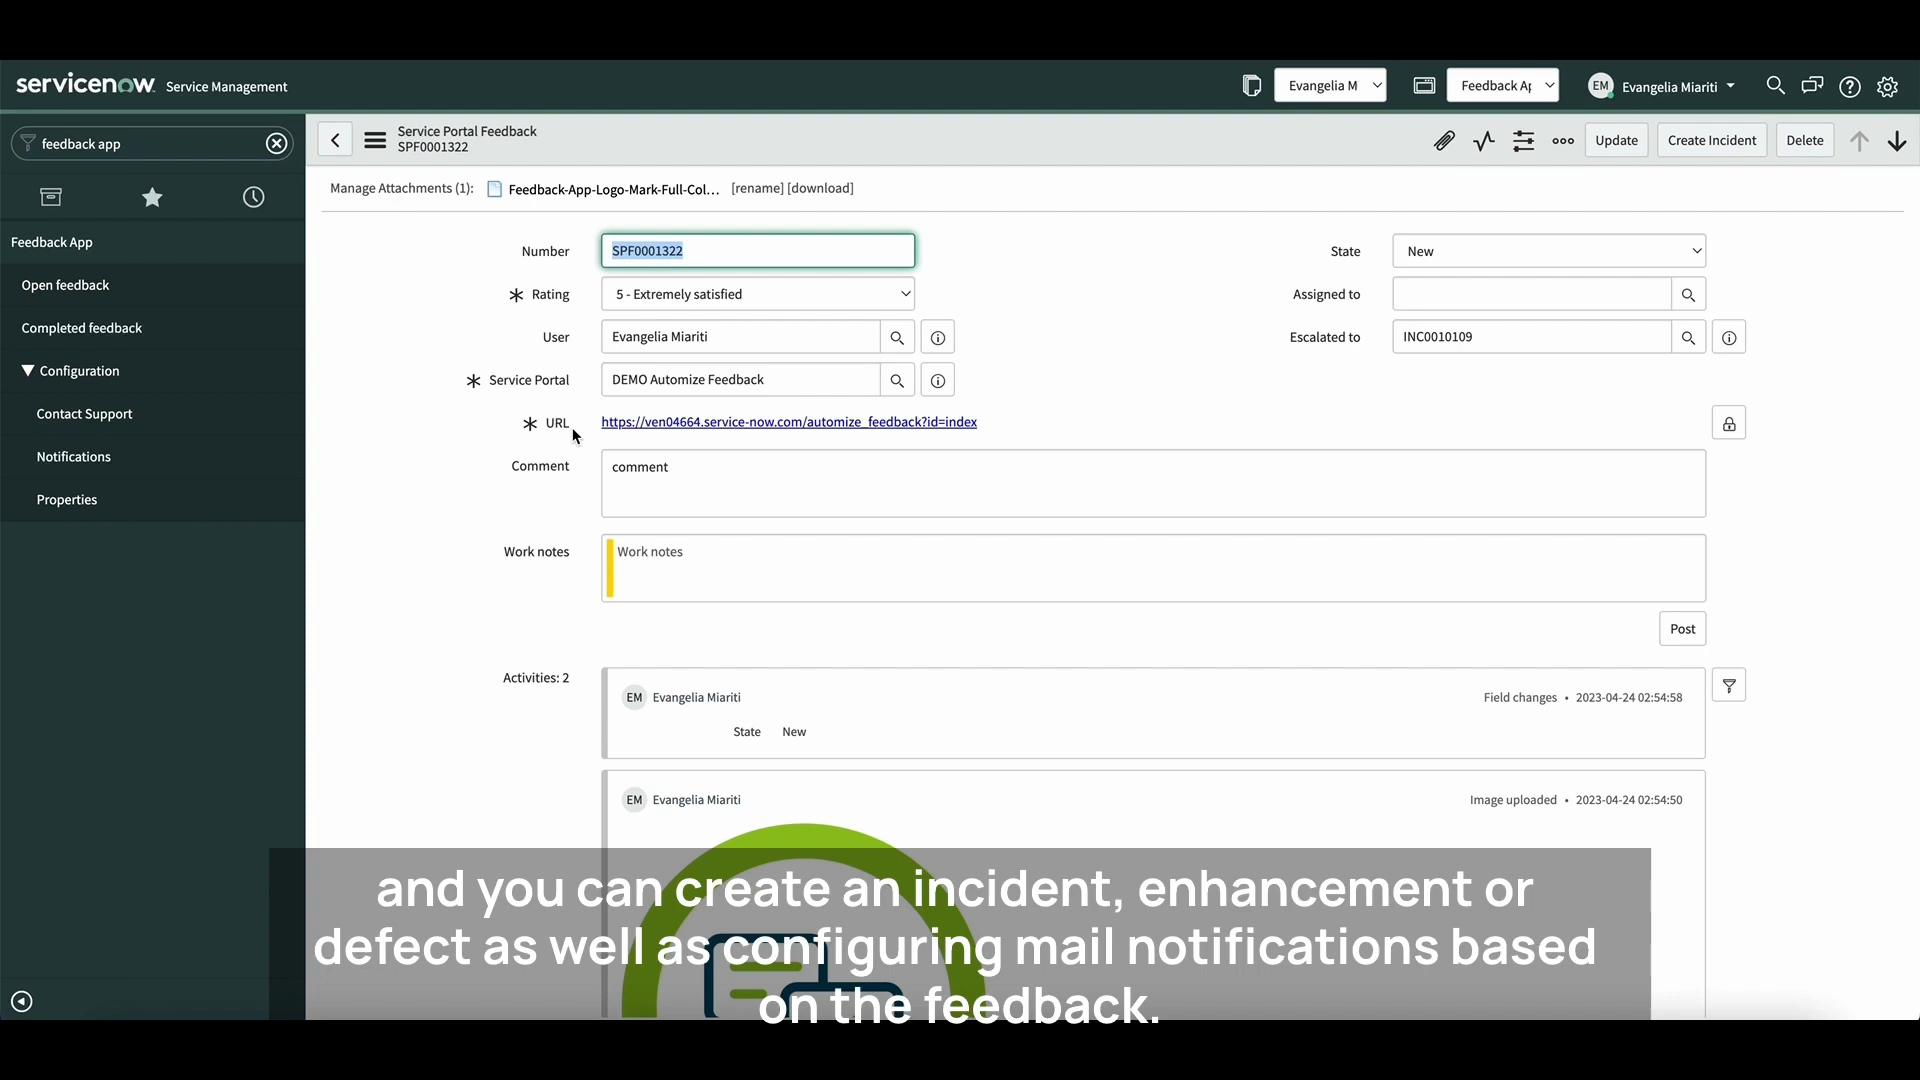 servicenow Service Management
Evangelia M
Feedback Ap
EM Evangelia Miariti
feedback app
Service Portal Feedback
SPF0001322
Update
Create Incident
Delete
Manage Attachments (1): Feedback-App-Logo-Mark-Full-Col... [rename] [download]
Feedback App
Open feedback
Completed feedback
Configuration
Contact Support
Notifications
Properties
Number SPF0001322
State New
Rating 5 - Extremely satisfied
Assigned to
User Evangelia Miariti
Escalated to INC0010109
Service Portal DEMO Automize Feedback
URL https://ven04664.service-now.com/automize_feedback?id=index
Comment comment
Work notes Work notes
Post
Activities: 2
EM Evangelia Miariti Field changes • 2023-04-24 02:54:58
State New
EM Evangelia Miariti Image uploaded • 2023-04-24 02:54:50
and you can create an incident, enhancement or
defect as well as configuring mail notifications based
on the feedback.